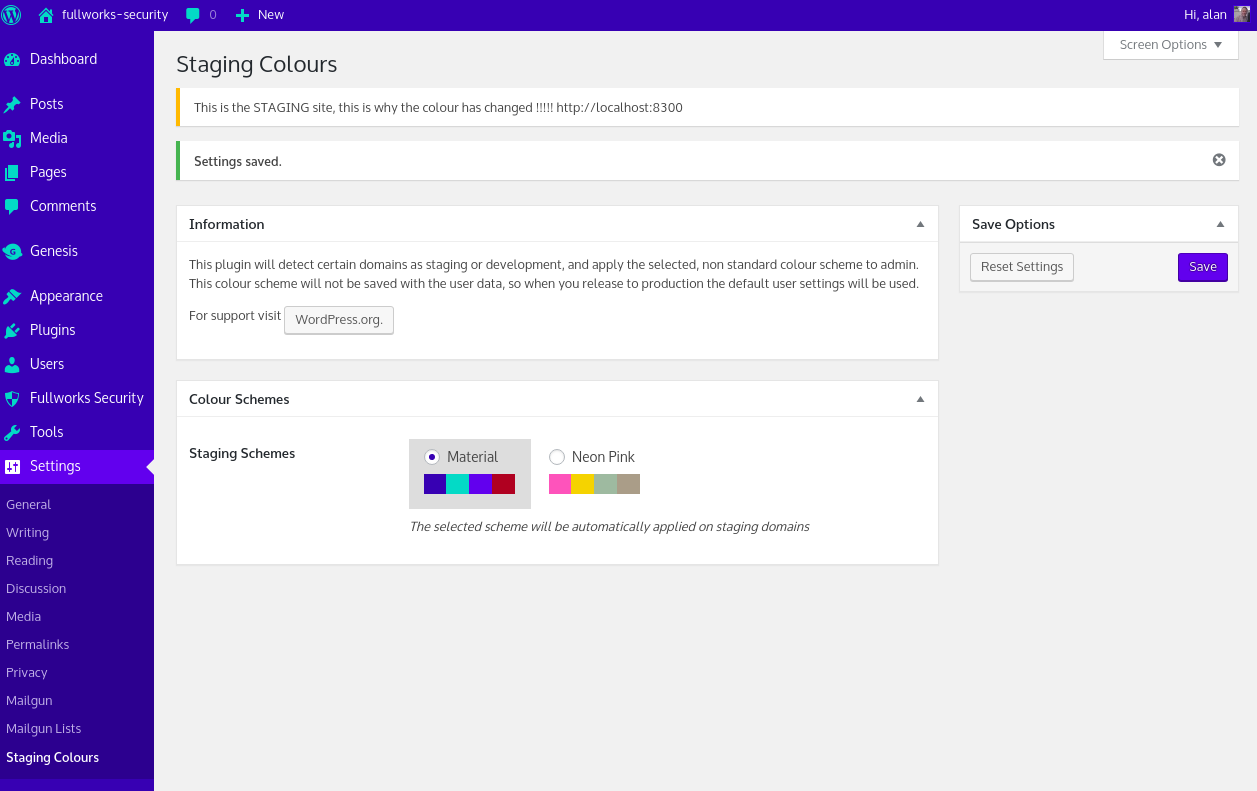 fullworks-security
0
New
Hi, alan
Screen Options
Dashboard
Posts
Media
Pages
Comments
Genesis
Appearance
Plugins
Users
Fullworks Security
Tools
Settings
General
Writing
Reading
Discussion
Media
Permalinks
Privacy
Mailgun
Mailgun Lists
Staging Colours
Staging Colours
This is the STAGING site, this is why the colour has changed !!!!! http://localhost:8300
Settings saved.
Information
This plugin will detect certain domains as staging or development, and apply the selected, non standard colour scheme to admin.
This colour scheme will not be saved with the user data, so when you release to production the default user settings will be used.
For support visit WordPress.org.
Colour Schemes
Staging Schemes
Material
Neon Pink
The selected scheme will be automatically applied on staging domains
Save Options
Reset Settings
Save